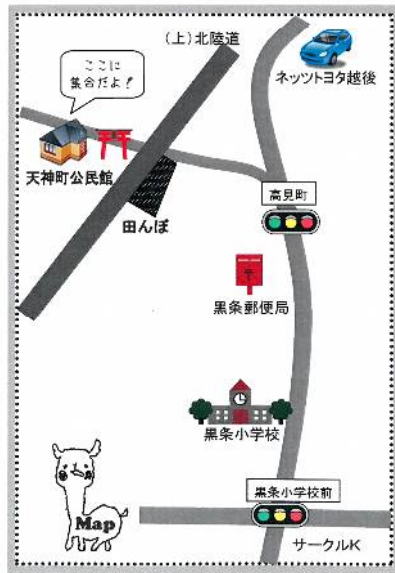 (上)北陸道
ネッツトヨタ越後
ここに
集合だよ!
天神町公民館
田んぼ
高見町
黒条郵便局
黒条小学校
黒条小学校前
Map
サークルK